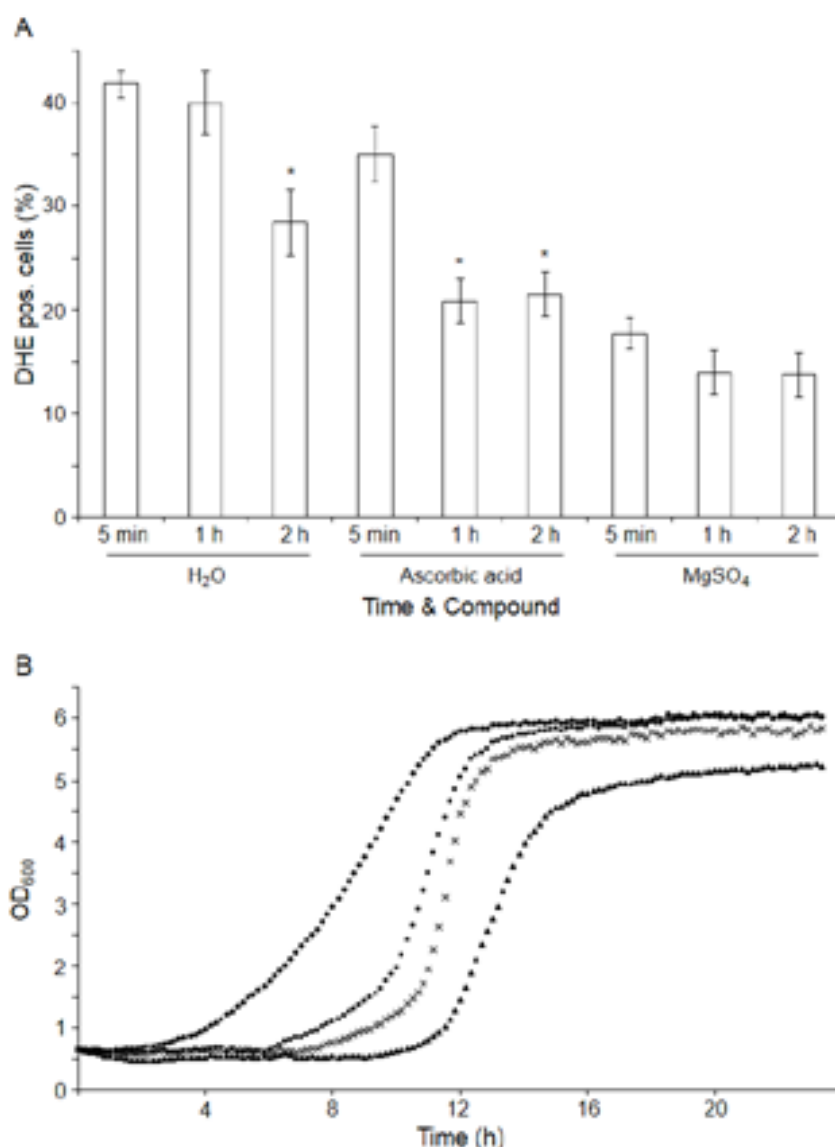 A
DHE pos. cells (%)
40
30
20
10
0
* * *
5 min 1 h 2 h 5 min 1 h 2 h 5 min 1 h 2 h
H₂O Ascorbic acid MgSO₄
Time & Compound
B
OD₆₀₀
6
5
4
3
2
1
0
4 8 12 16 20
Time (h)